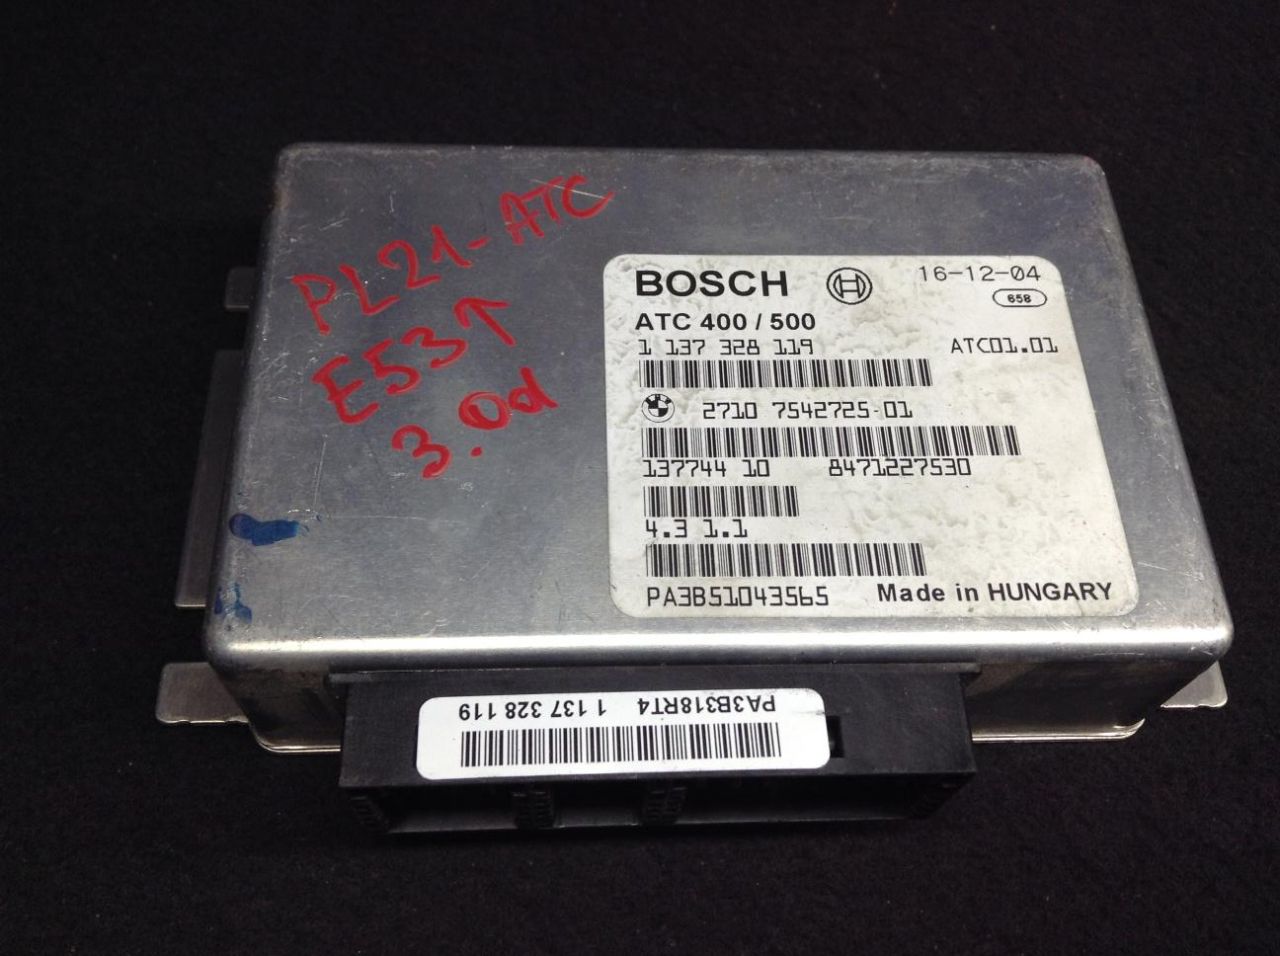 PL21-ATC
E53↑
3.0d
BOSCH
16-12-04
658
ATC 400 / 500
1 137 328 119
ATC01.01
2710 7542725-01
137744 10 8471227530
4.3 1.1
PA3B51043565 Made in HUNGARY
PA3B318RT4 1 137 328 119